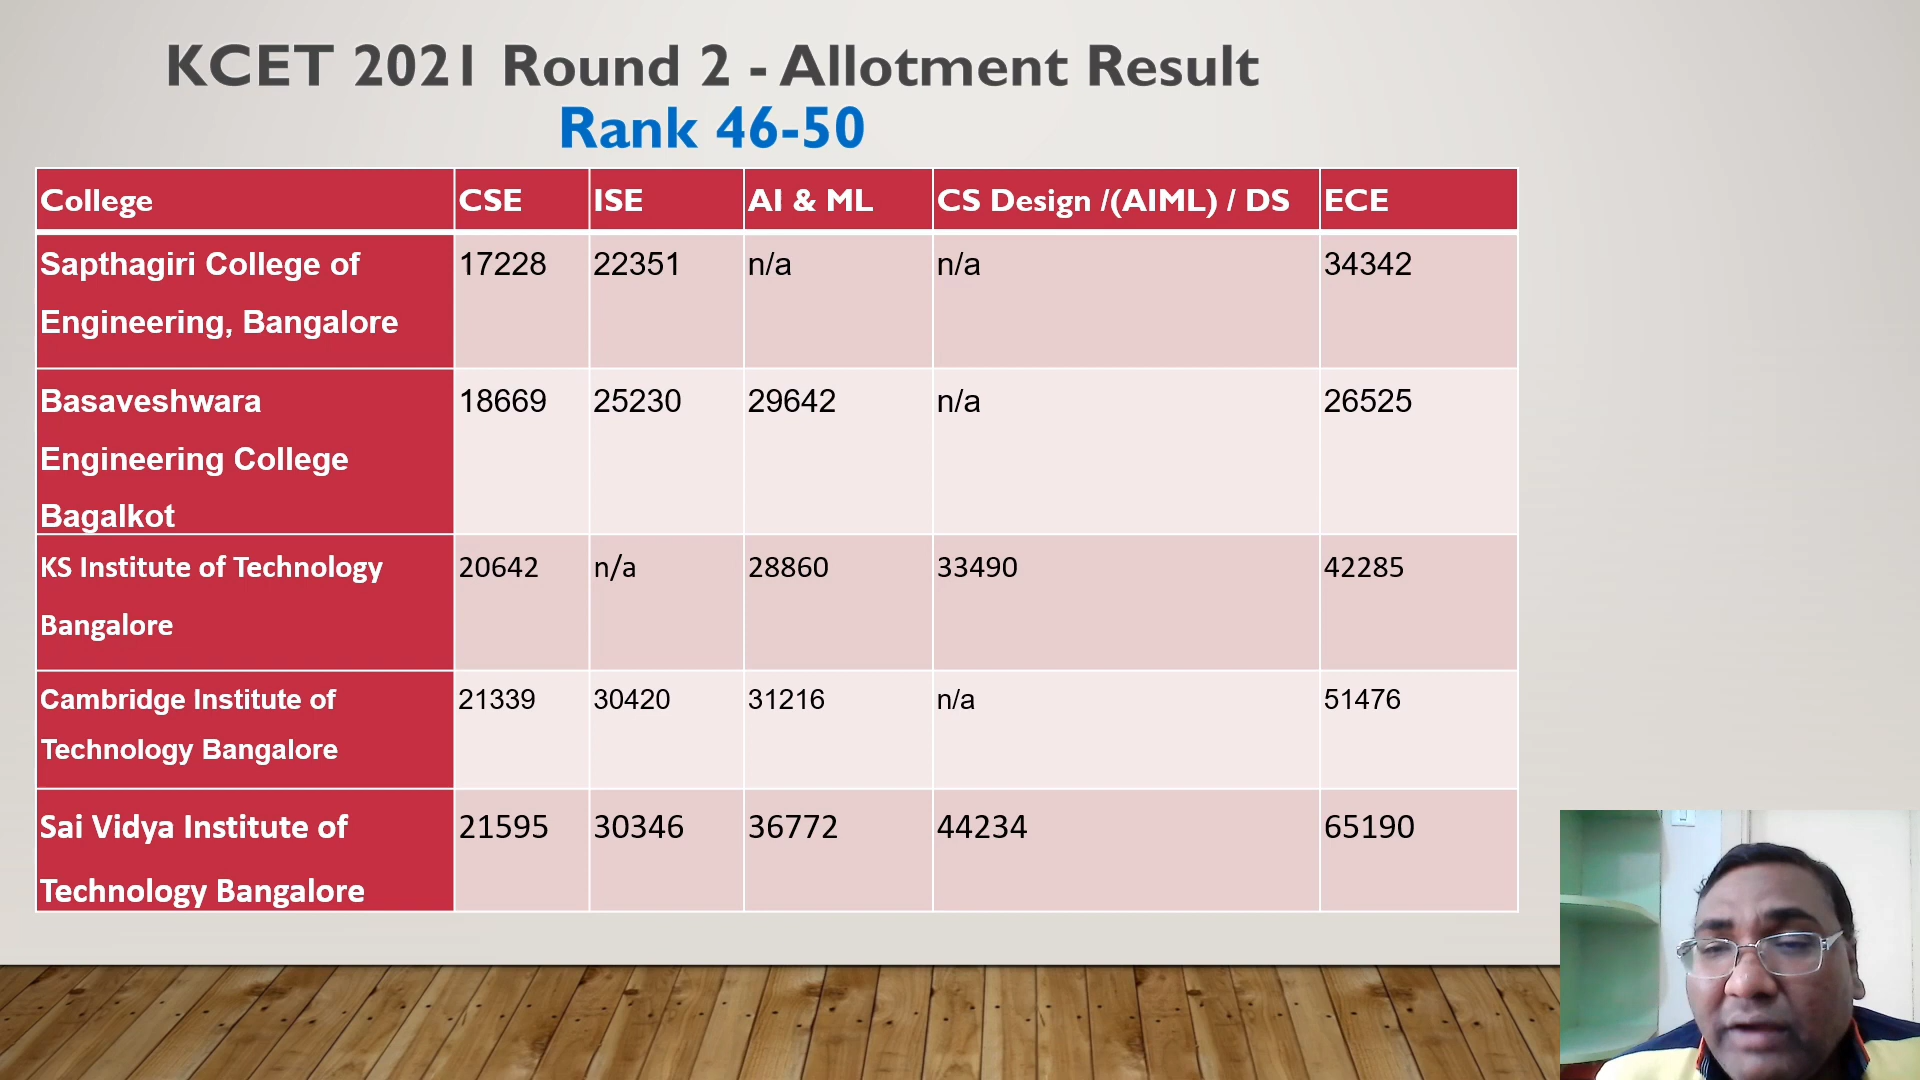 KCET 2021 Round 2 - Allotment Result
Rank 46-50
College CSE ISE AI & ML CS Design /(AIML) / DS ECE
Sapthagiri College of 17228 22351 n/a n/a 34342
Engineering, Bangalore
Basaveshwara 18669 25230 29642 n/a 26525
Engineering College
Bagalkot
KS Institute of Technology 20642 n/a 28860 33490 42285
Bangalore
Cambridge Institute of 21339 30420 31216 n/a 51476
Technology Bangalore
Sai Vidya Institute of 21595 30346 36772 44234 65190
Technology Bangalore